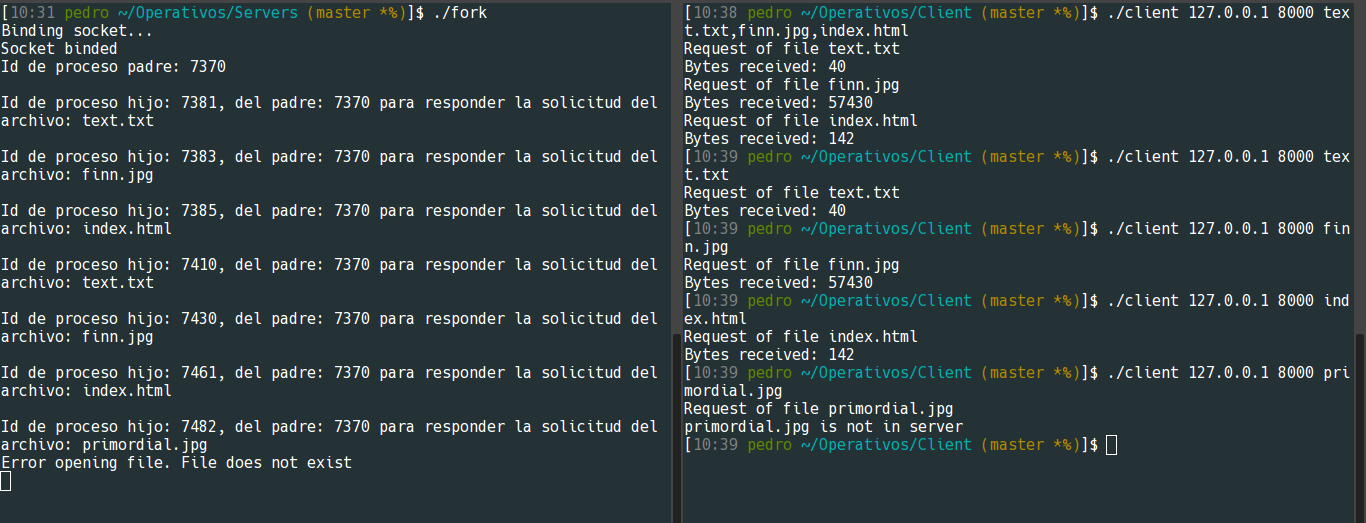 [10:31 pedro ~/Operativos/Servers (master *%)]$ ./fork
Binding socket...
Socket binded
Id de proceso padre: 7370
Id de proceso hijo: 7381, del padre: 7370 para responder la solicitud del
archivo: text.txt
Id de proceso hijo: 7383, del padre: 7370 para responder la solicitud del
archivo: finn.jpg
Id de proceso hijo: 7385, del padre: 7370 para responder la solicitud del
archivo: index.html
Id de proceso hijo: 7410, del padre: 7370 para responder la solicitud del
archivo: text.txt
Id de proceso hijo: 7430, del padre: 7370 para responder la solicitud del
archivo: finn.jpg
Id de proceso hijo: 7461, del padre: 7370 para responder la solicitud del
archivo: index.html
Id de proceso hijo: 7482, del padre: 7370 para responder la solicitud del
archivo: primordial.jpg
Error opening file. File does not exist
[10:38 pedro ~/Operativos/Client (master *%)]$ ./client 127.0.0.1 8000 tex
t.txt,finn.jpg,index.html
Request of file text.txt
Bytes received: 40
Request of file finn.jpg
Bytes received: 57430
Request of file index.html
Bytes received: 142
[10:39 pedro ~/Operativos/Client (master *%)]$ ./client 127.0.0.1 8000 tex
t.txt
Request of file text.txt
Bytes received: 40
[10:39 pedro ~/Operativos/Client (master *%)]$ ./client 127.0.0.1 8000 fin
n.jpg
Request of file finn.jpg
Bytes received: 57430
[10:39 pedro ~/Operativos/Client (master *%)]$ ./client 127.0.0.1 8000 ind
ex.html
Request of file index.html
Bytes received: 142
[10:39 pedro ~/Operativos/Client (master *%)]$ ./client 127.0.0.1 8000 pri
mordial.jpg
Request of file primordial.jpg
primordial.jpg is not in server
[10:39 pedro ~/Operativos/Client (master *%)]$